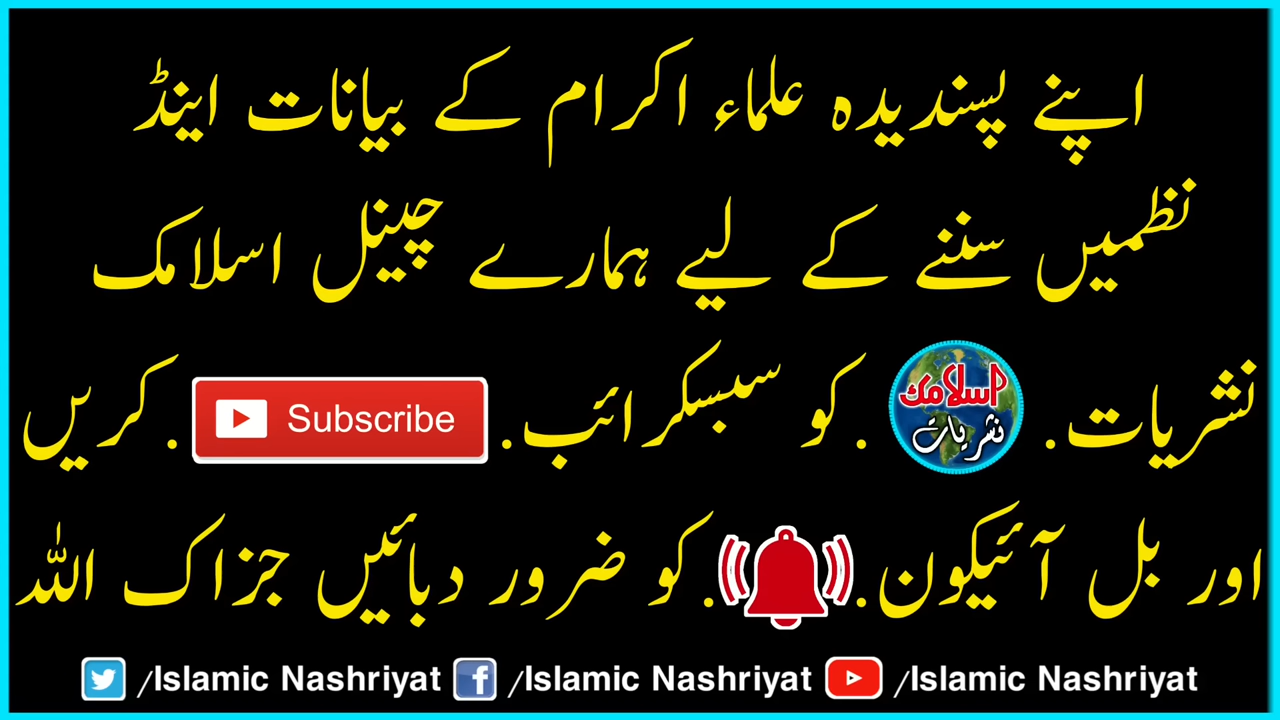 اپنے پسندیدہ علماء اکرام کے بیانات اینڈ
نظمیں سننے کے لیے ہمارے چینل اسلامک
نشریات. اسلامک نشریات .کو سبسکرائب. Subscribe .کریں
اور بل آئیکون. .کو ضرور دبائیں جزاک اللہ
/Islamic Nashriyat /Islamic Nashriyat /Islamic Nashriyat